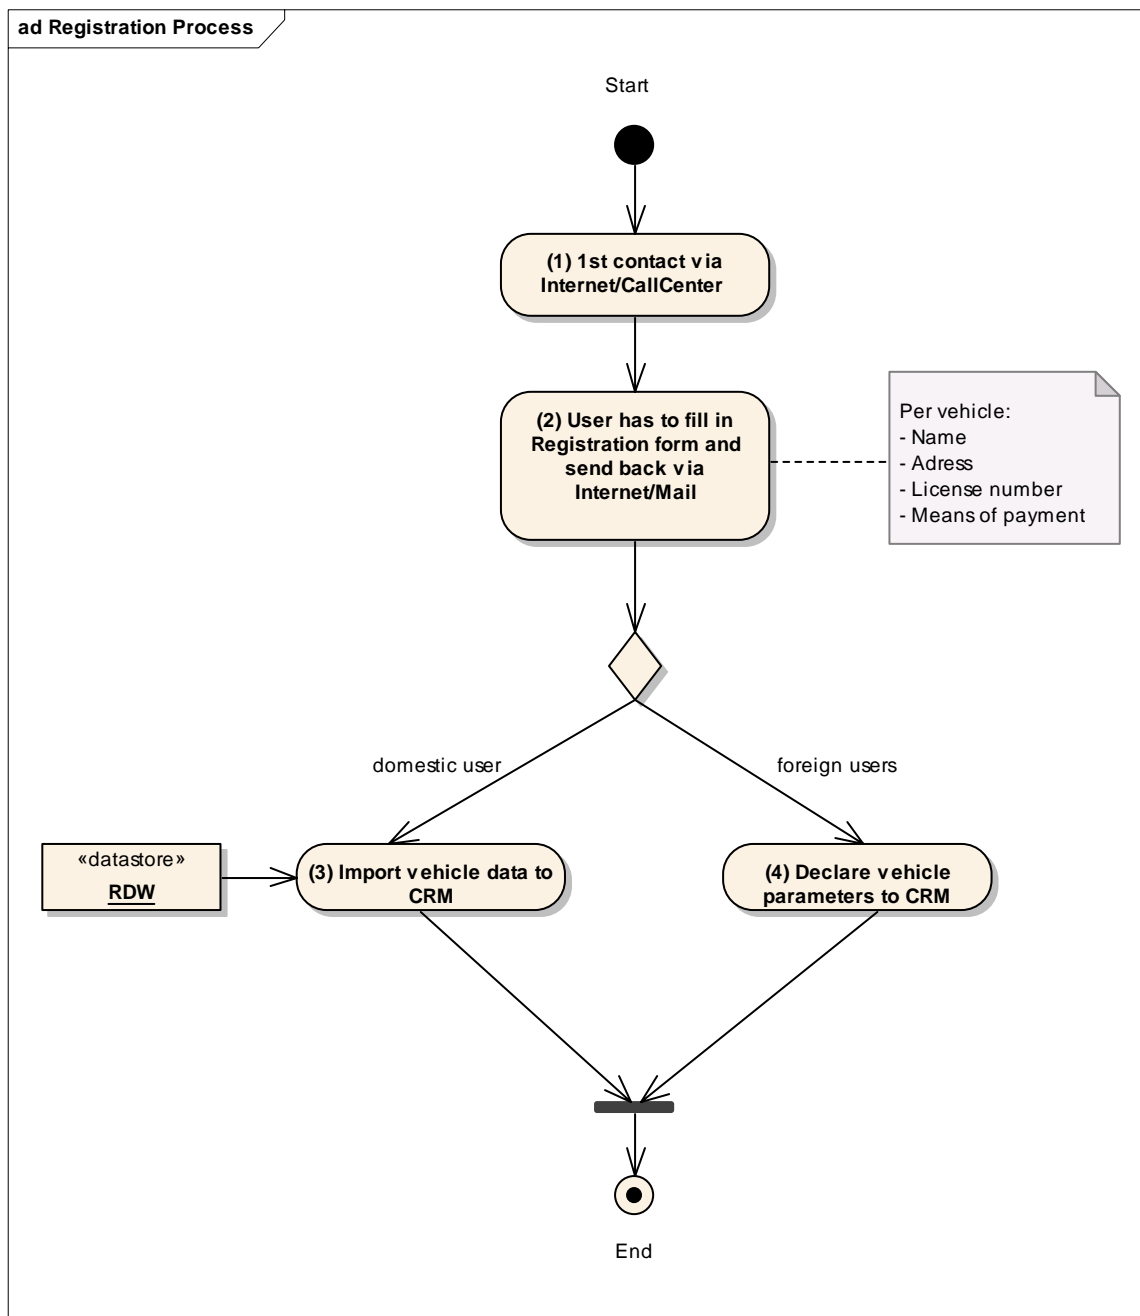 ad Registration Process
Start
(1) 1st contact via
Internet/CallCenter
(2) User has to fill in
Registration form and
send back via
Internet/Mail
Per vehicle:
- Name
- Adress
- License number
- Means of payment
domestic user
foreign users
«datastore»
RDW
(3) Import vehicle data to
CRM
(4) Declare vehicle
parameters to CRM
End